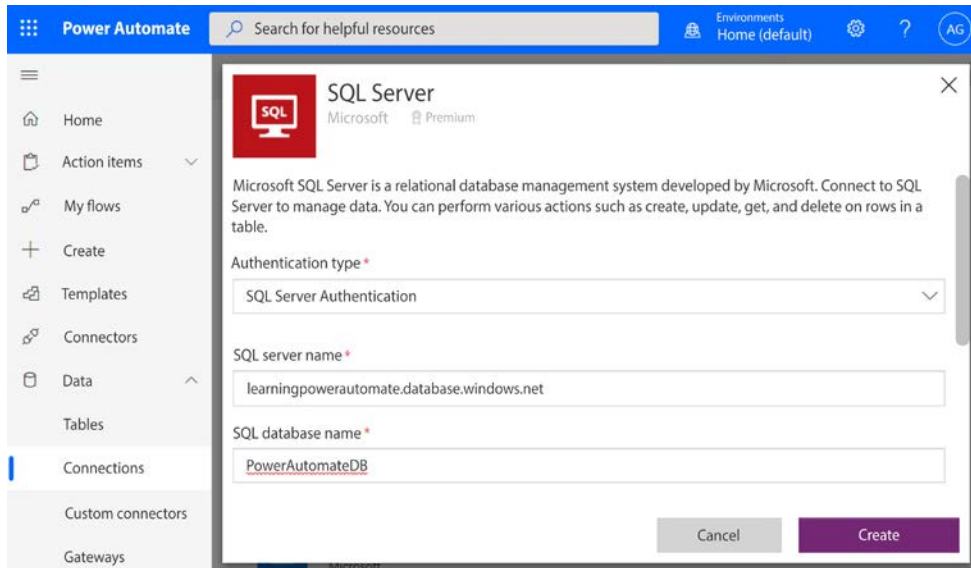 Power Automate
Search for helpful resources
Environments
Home (default)
?
AG
Home
Action items
My flows
Create
Templates
Connectors
Data
Tables
Connections
Custom connectors
Gateways
SQL
SQL Server
Microsoft
Premium
Microsoft SQL Server is a relational database management system developed by Microsoft. Connect to SQL
Server to manage data. You can perform various actions such as create, update, get, and delete on rows in a
table.
Authentication type *
SQL Server Authentication
SQL server name *
learningpowerautomate.database.windows.net
SQL database name *
PowerAutomateDB
Cancel
Create
Microsoft